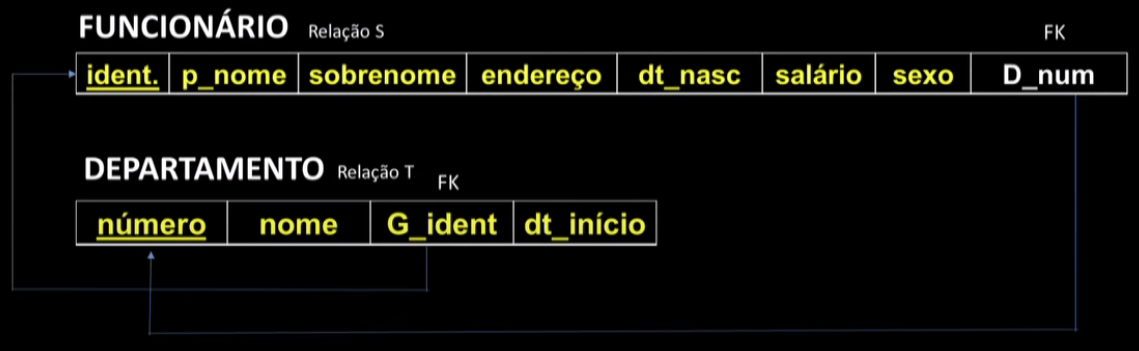 FUNCIONÁRIO Relação S FK
ident. p_nome sobrenome endereço dt_nasc salário sexo D_num
DEPARTAMENTO Relação T FK
número nome G_ident dt_início